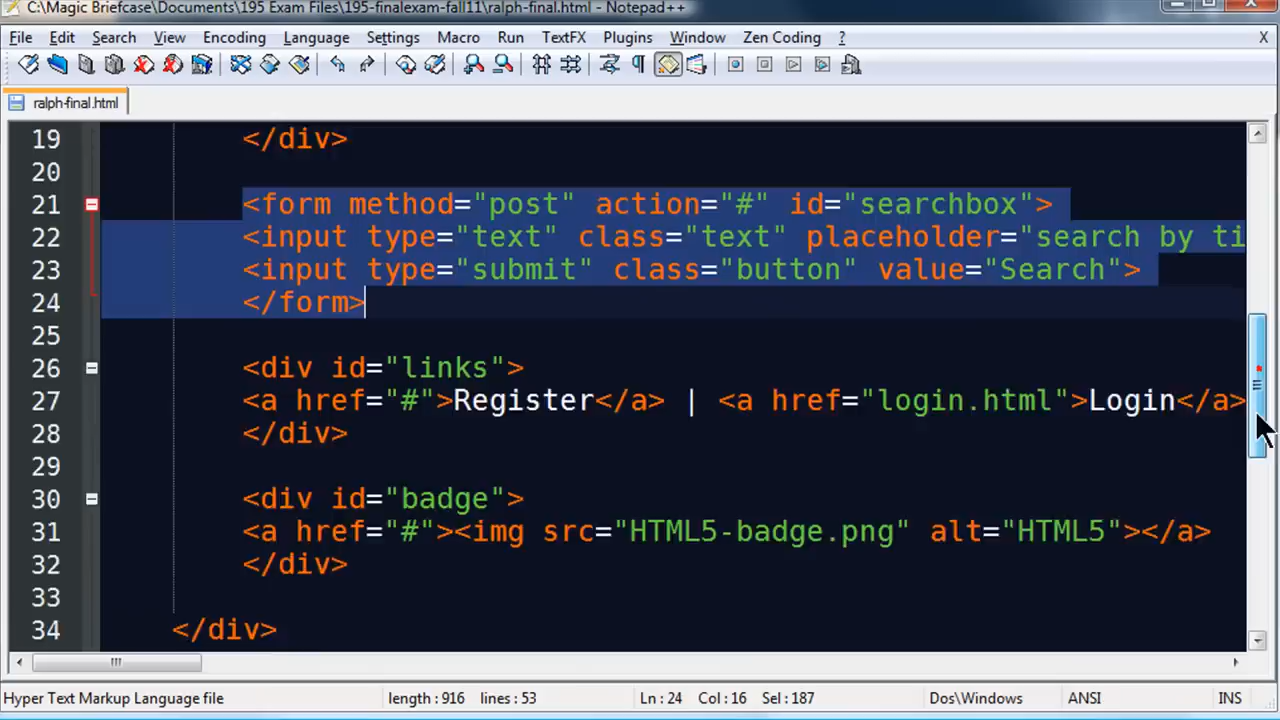 C:\Magic Briefcase\Documents\195 Exam Files\195-finalexam-fall11\ralph-final.html - Notepad++
File Edit Search View Encoding Language Settings Macro Run TextFX Plugins Window Zen Coding ? X
ralph-final.html
19 </div>
20
21 <form method="post" action="#" id="searchbox">
22 <input type="text" class="text" placeholder="search by ti
23 <input type="submit" class="button" value="Search">
24 </form>
25
26 <div id="links">
27 <a href="#">Register</a> | <a href="login.html">Login</a>
28 </div>
29
30 <div id="badge">
31 <a href="#"><img src="HTML5-badge.png" alt="HTML5"></a>
32 </div>
33
34 </div>
Hyper Text Markup Language file length : 916 lines : 53 Ln : 24 Col : 16 Sel : 187 Dos\Windows ANSI INS